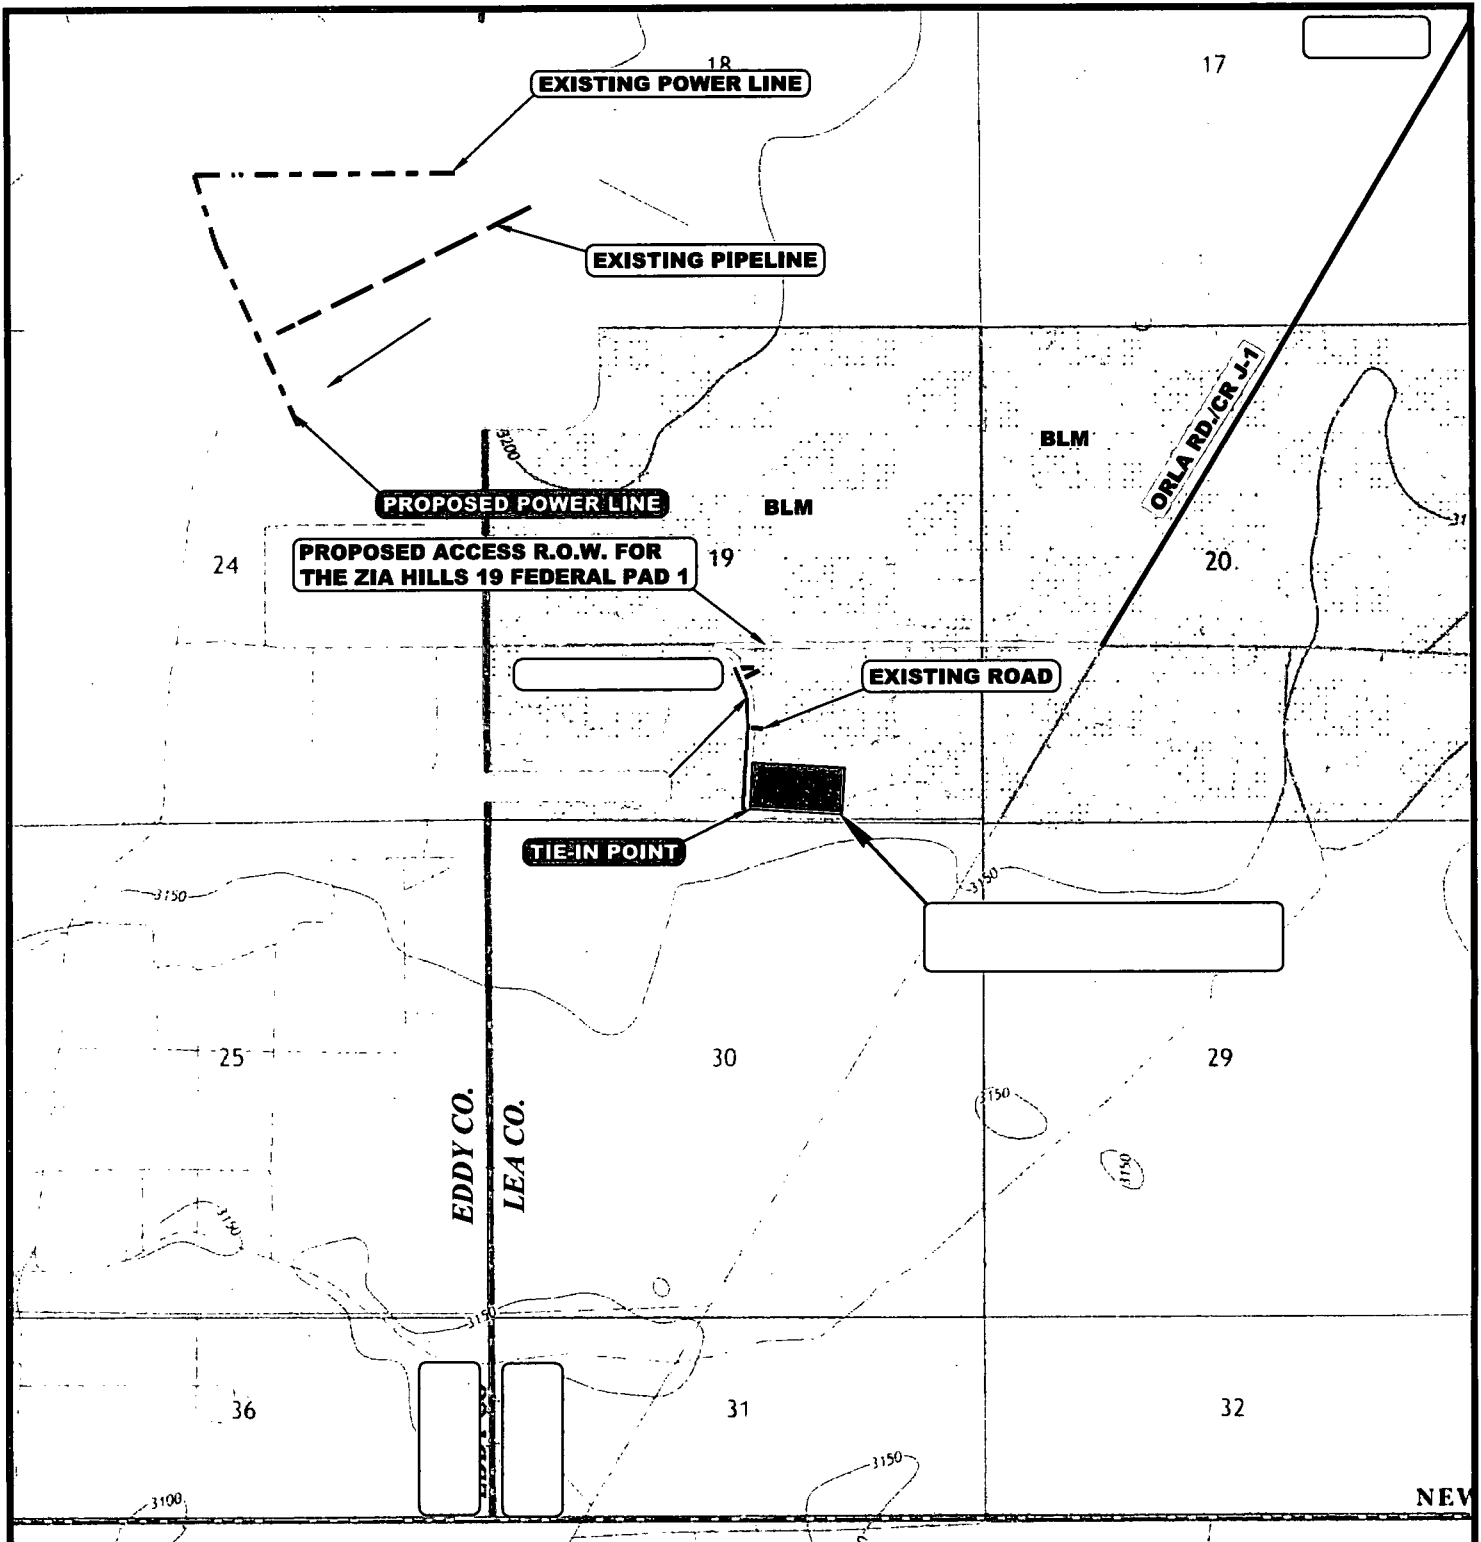 18
17
EXISTING POWER LINE
EXISTING PIPELINE
ORLA RD./CR J-1
BLM
3200
PROPOSED POWER LINE
BLM
31
PROPOSED ACCESS R.O.W. FOR
THE ZIA HILLS 19 FEDERAL PAD 1
24
19
20
EXISTING ROAD
TIE-IN POINT
3150
3150
25
30
29
3150
EDDY CO.
LEA CO.
3150
3150
3150
36
31
32
3150
3100
NEW